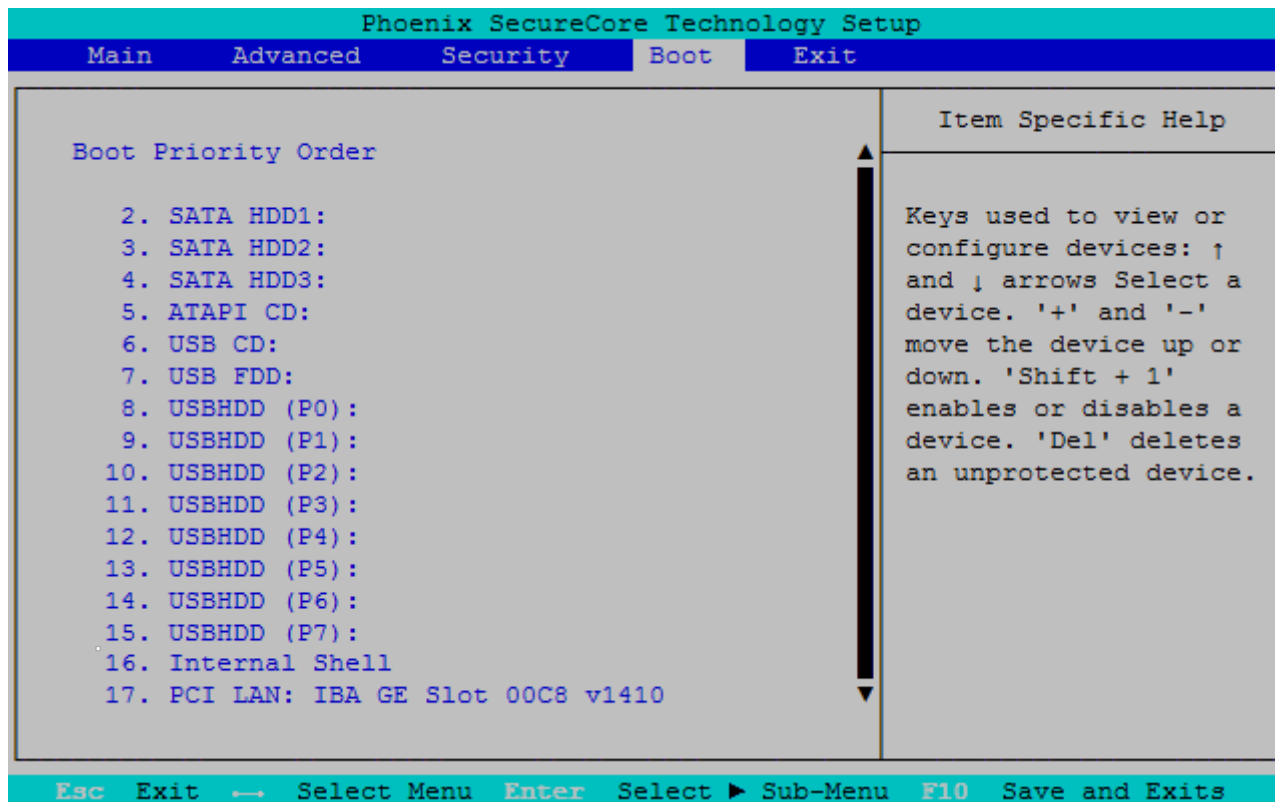 Phoenix SecureCore Technology Setup
Main Advanced Security Boot Exit
Boot Priority Order
2. SATA HDD1:
3. SATA HDD2:
4. SATA HDD3:
5. ATAPI CD:
6. USB CD:
7. USB FDD:
8. USBHDD (P0):
9. USBHDD (P1):
10. USBHDD (P2):
11. USBHDD (P3):
12. USBHDD (P4):
13. USBHDD (P5):
14. USBHDD (P6):
15. USBHDD (P7):
16. Internal Shell
17. PCI LAN: IBA GE Slot 00C8 v1410
Item Specific Help
Keys used to view or
configure devices: ↑
and ↓ arrows Select a
device. '+' and '-'
move the device up or
down. 'Shift + 1'
enables or disables a
device. 'Del' deletes
an unprotected device.
Esc Exit ↔ Select Menu Enter Select ▶ Sub-Menu F10 Save and Exits